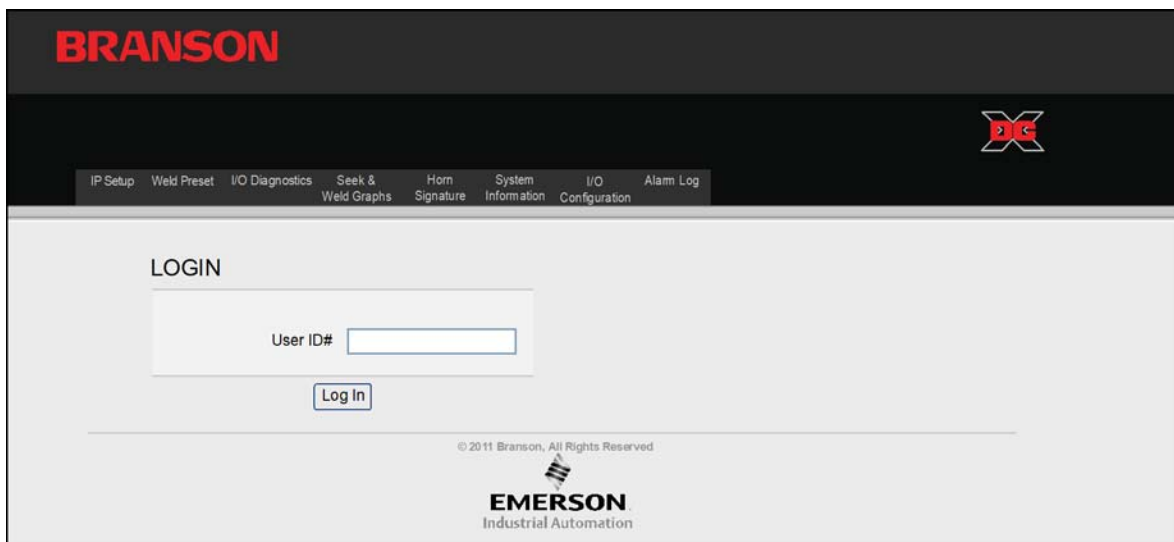 BRANSON
DCX
IP Setup Weld Preset I/O Diagnostics Seek & Weld Graphs Horn Signature System Information I/O Configuration Alarm Log
LOGIN
User ID#
Log In
© 2011 Branson, All Rights Reserved
EMERSON
Industrial Automation